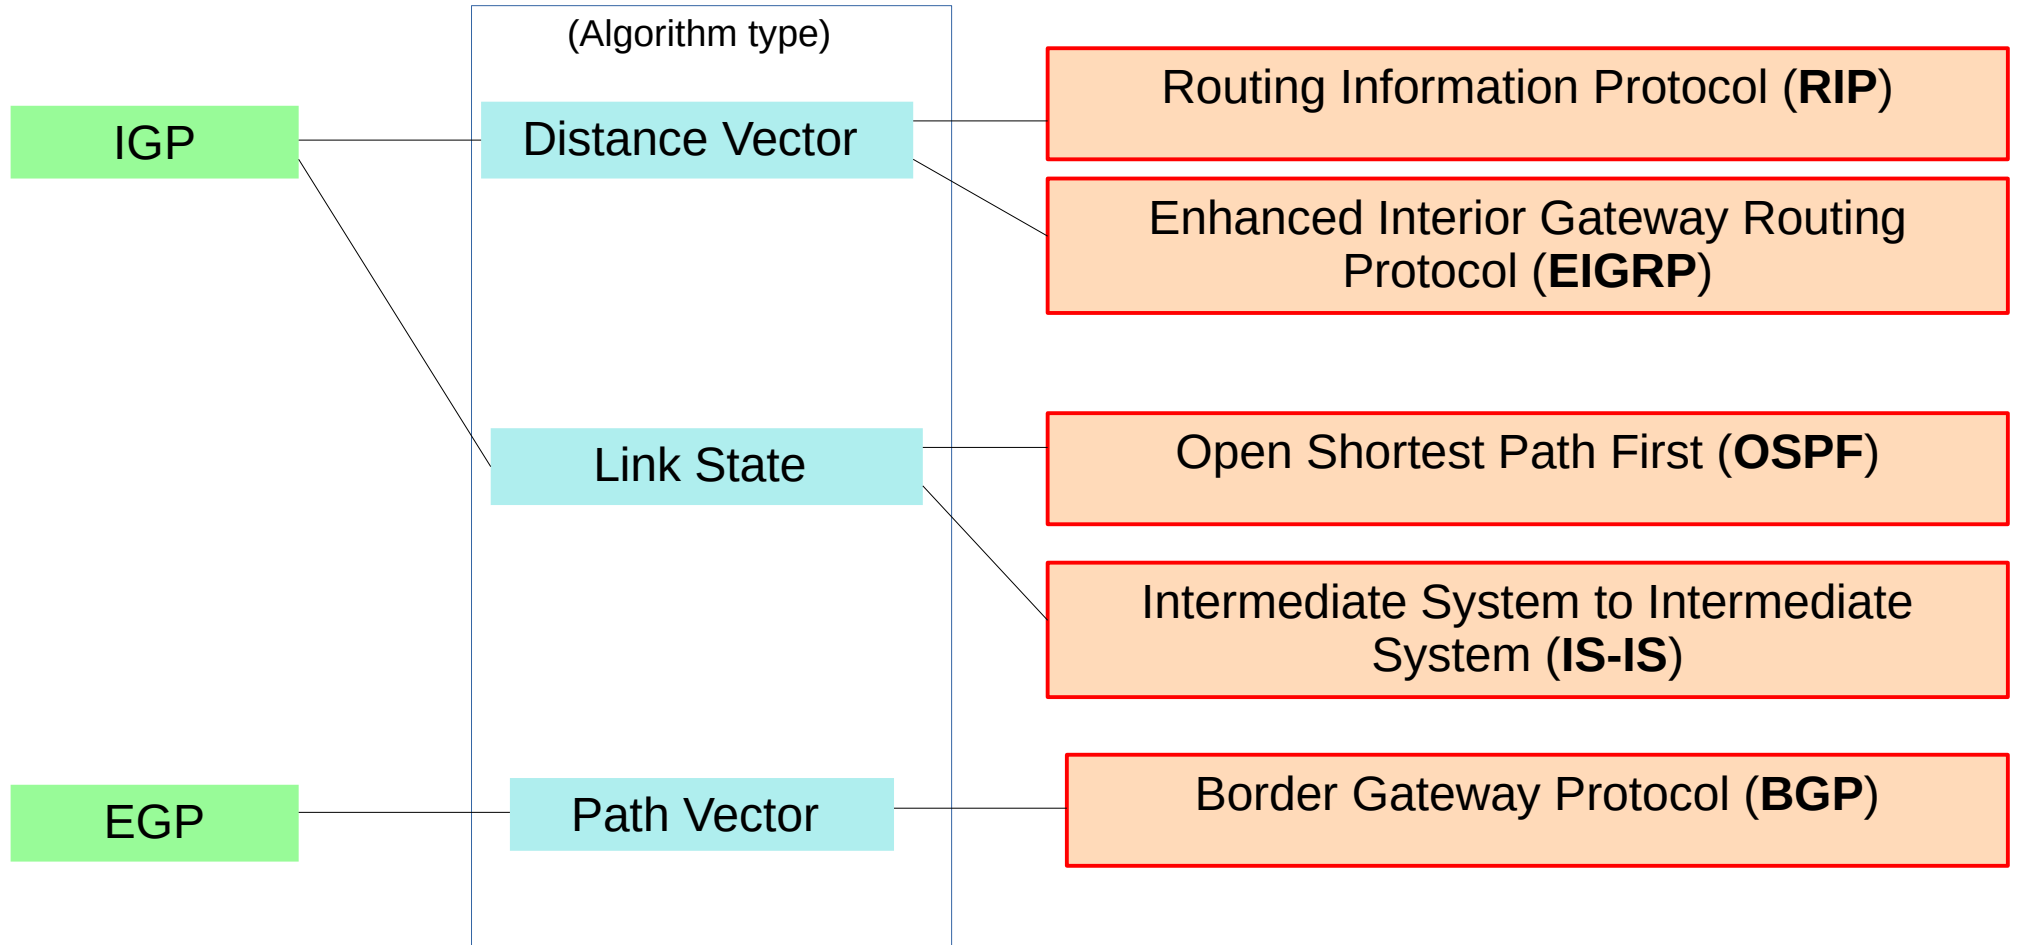 (Algorithm type)
IGP
Distance Vector
Routing Information Protocol (RIP)
Enhanced Interior Gateway Routing
Protocol (EIGRP)
Link State
Open Shortest Path First (OSPF)
Intermediate System to Intermediate
System (IS-IS)
EGP
Path Vector
Border Gateway Protocol (BGP)